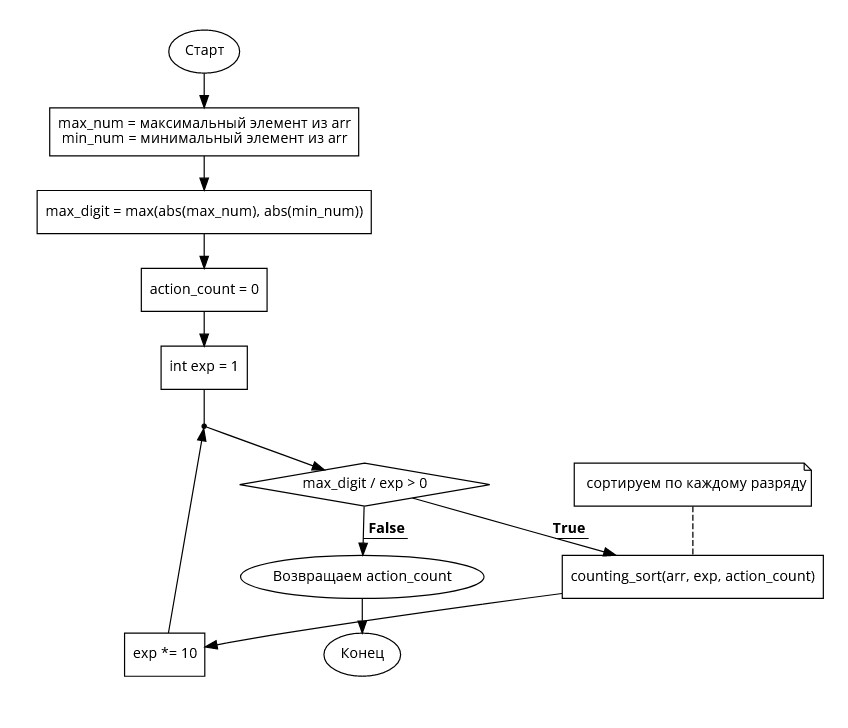 Старт
max_num = максимальный элемент из arr
min_num = минимальный элемент из arr
max_digit = max(abs(max_num), abs(min_num))
action_count = 0
int exp = 1
max_digit / exp > 0
сортируем по каждому разряду
False
True
Возвращаем action_count
counting_sort(arr, exp, action_count)
exp *= 10
Конец